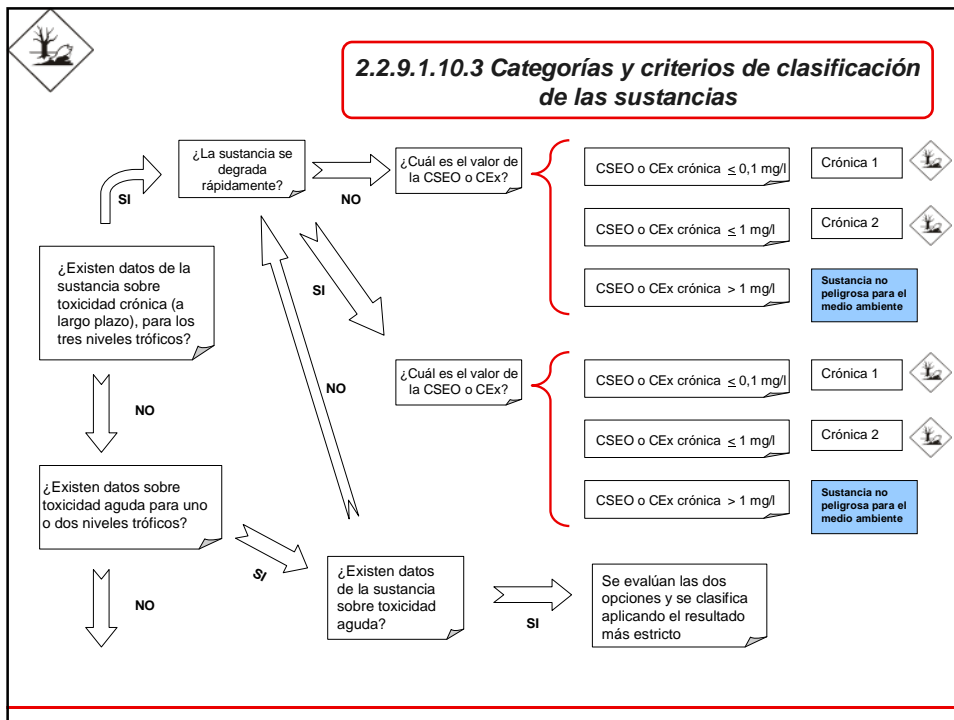 2.2.9.1.10.3 Categorías y criterios de clasificación
de las sustancias
¿La sustancia se
degrada
rápidamente?
SI
NO
¿Cuál es el valor de
la CSEO o CEx?
CSEO o CEx crónica ≤ 0,1 mg/l
Crónica 1
CSEO o CEx crónica ≤ 1 mg/l
Crónica 2
CSEO o CEx crónica > 1 mg/l
Sustancia no
peligrosa para el
medio ambiente
¿Existen datos de la
sustancia sobre
toxicidad crónica (a
largo plazo), para los
tres niveles tróficos?
SI
NO
NO
¿Cuál es el valor de
la CSEO o CEx?
CSEO o CEx crónica ≤ 0,1 mg/l
Crónica 1
CSEO o CEx crónica ≤ 1 mg/l
Crónica 2
CSEO o CEx crónica > 1 mg/l
Sustancia no
peligrosa para el
medio ambiente
¿Existen datos sobre
toxicidad aguda para uno
o dos niveles tróficos?
SI
NO
¿Existen datos
de la sustancia
sobre toxicidad
aguda?
SI
Se evalúan las dos
opciones y se clasifica
aplicando el resultado
más estricto